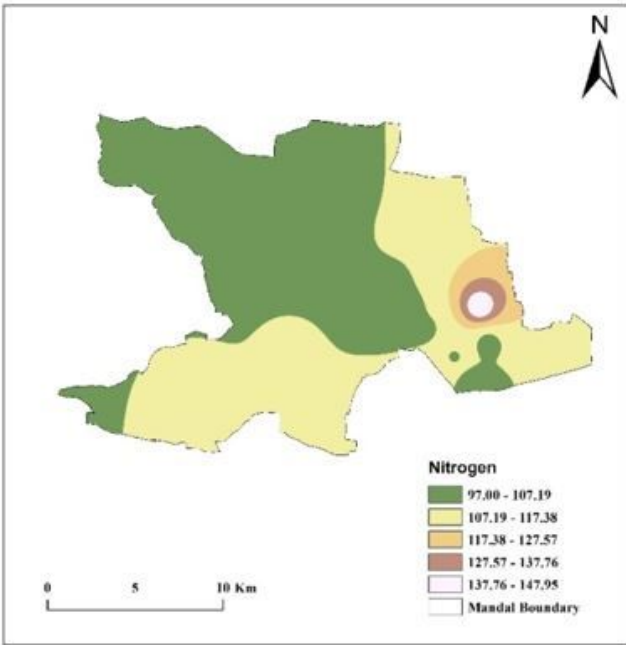 N
Nitrogen
97.00 - 107.19
107.19 - 117.38
117.38 - 127.57
127.57 - 137.76
137.76 - 147.95
Mandal Boundary
0 5 10 Km